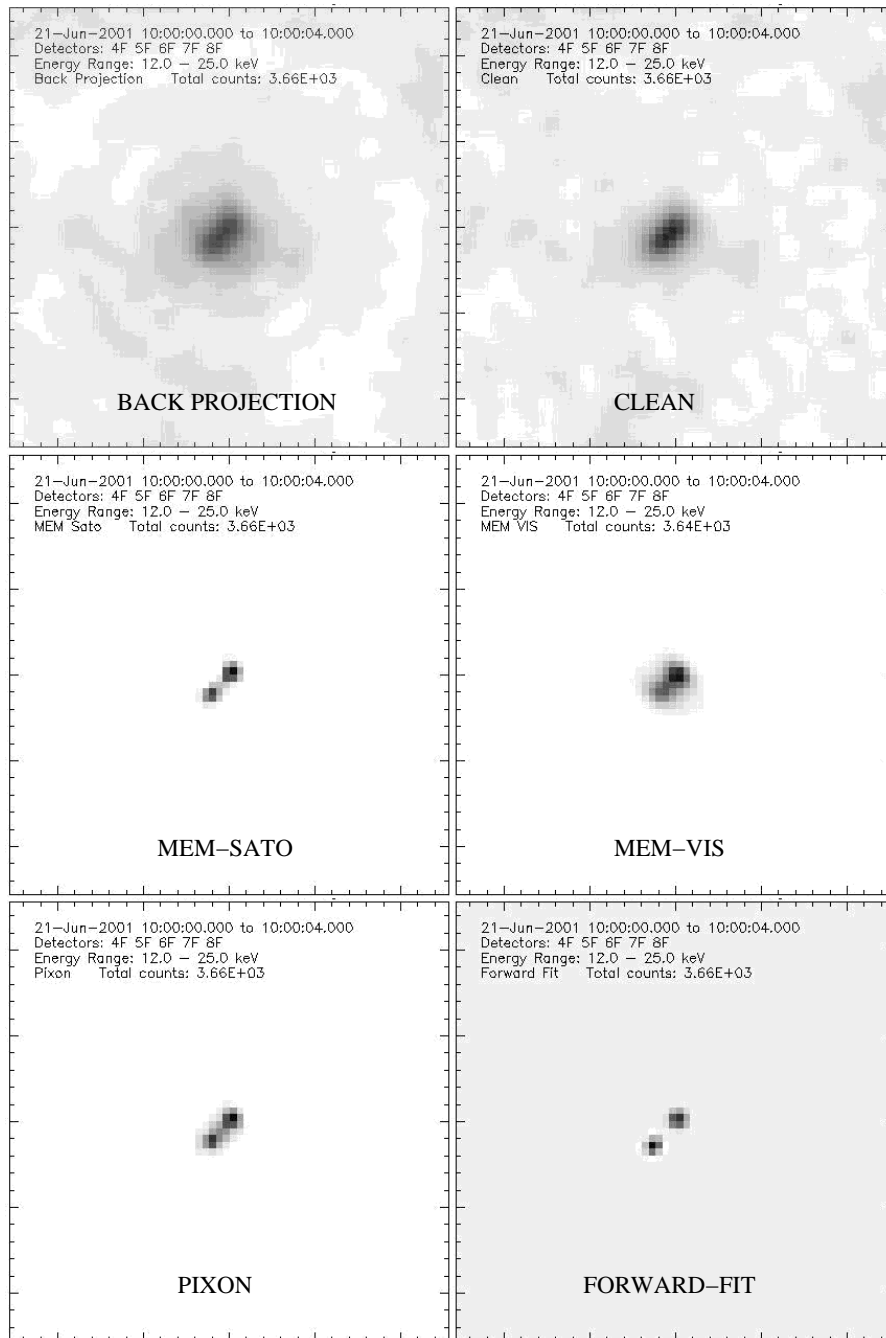 21-Jun-2001 10:00:00.000 to 10:00:04.000
Detectors: 4F 5F 6F 7F 8F
Energy Range: 12.0 - 25.0 keV
Back Projection Total counts: 3.66E+03
BACK PROJECTION
21-Jun-2001 10:00:00.000 to 10:00:04.000
Detectors: 4F 5F 6F 7F 8F
Energy Range: 12.0 - 25.0 keV
Clean Total counts: 3.66E+03
CLEAN
21-Jun-2001 10:00:00.000 to 10:00:04.000
Detectors: 4F 5F 6F 7F 8F
Energy Range: 12.0 - 25.0 keV
MEM Sato Total counts: 3.66E+03
MEM-SATO
21-Jun-2001 10:00:00.000 to 10:00:04.000
Detectors: 4F 5F 6F 7F 8F
Energy Range: 12.0 - 25.0 keV
MEM VIS Total counts: 3.64E+03
MEM-VIS
21-Jun-2001 10:00:00.000 to 10:00:04.000
Detectors: 4F 5F 6F 7F 8F
Energy Range: 12.0 - 25.0 keV
Pixon Total counts: 3.66E+03
PIXON
21-Jun-2001 10:00:00.000 to 10:00:04.000
Detectors: 4F 5F 6F 7F 8F
Energy Range: 12.0 - 25.0 keV
Forward Fit Total counts: 3.66E+03
FORWARD-FIT